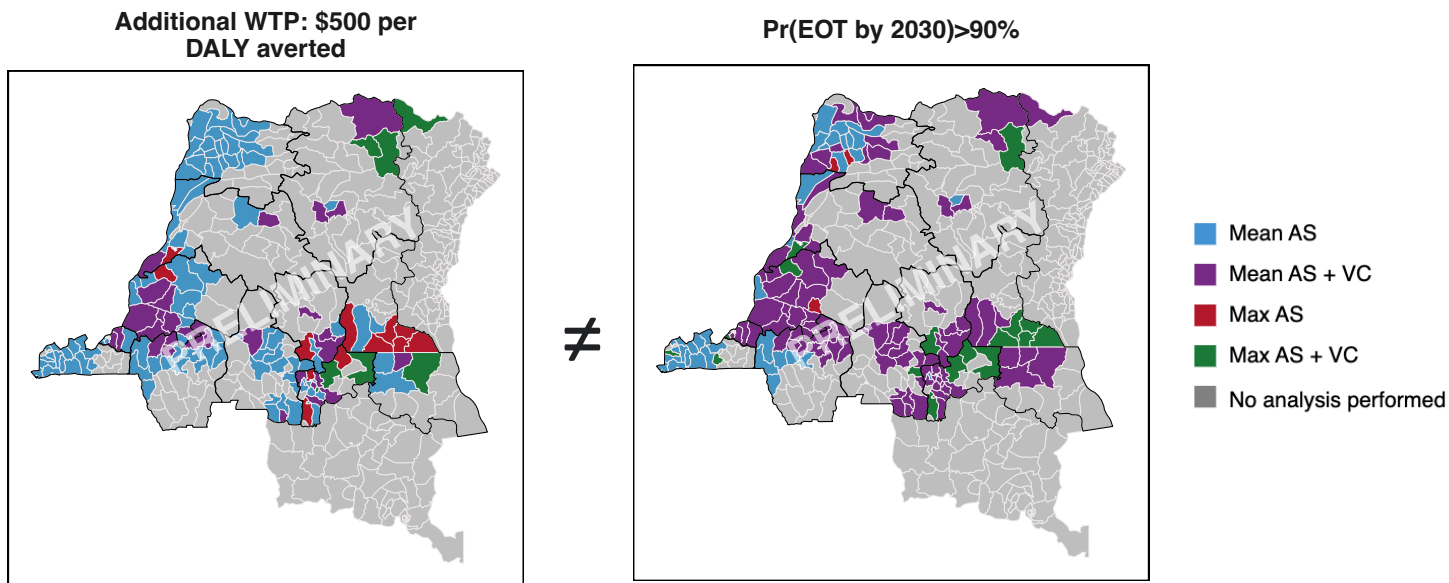 Additional WTP: $500 per
DALY averted
Pr(EOT by 2030)>90%
PRELIMINARY
≠
PRELIMINARY
Mean AS
Mean AS + VC
Max AS
Max AS + VC
No analysis performed